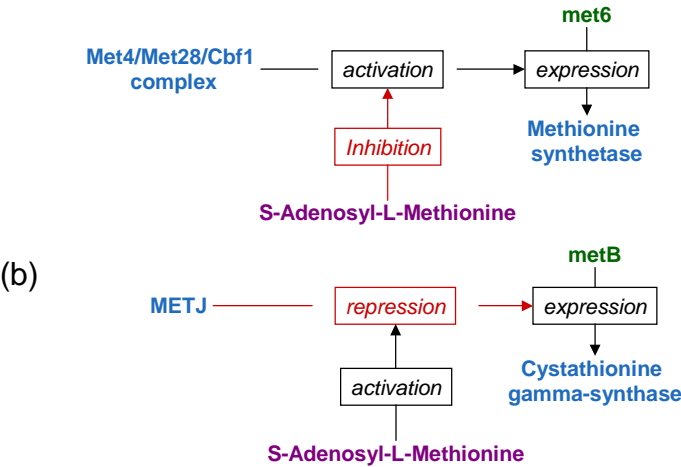 met6
Met4/Met28/Cbf1
complex
activation
expression
Methionine
synthetase
Inhibition
S-Adenosyl-L-Methionine
(b)
metB
METJ
repression
expression
Cystathionine
gamma-synthase
activation
S-Adenosyl-L-Methionine